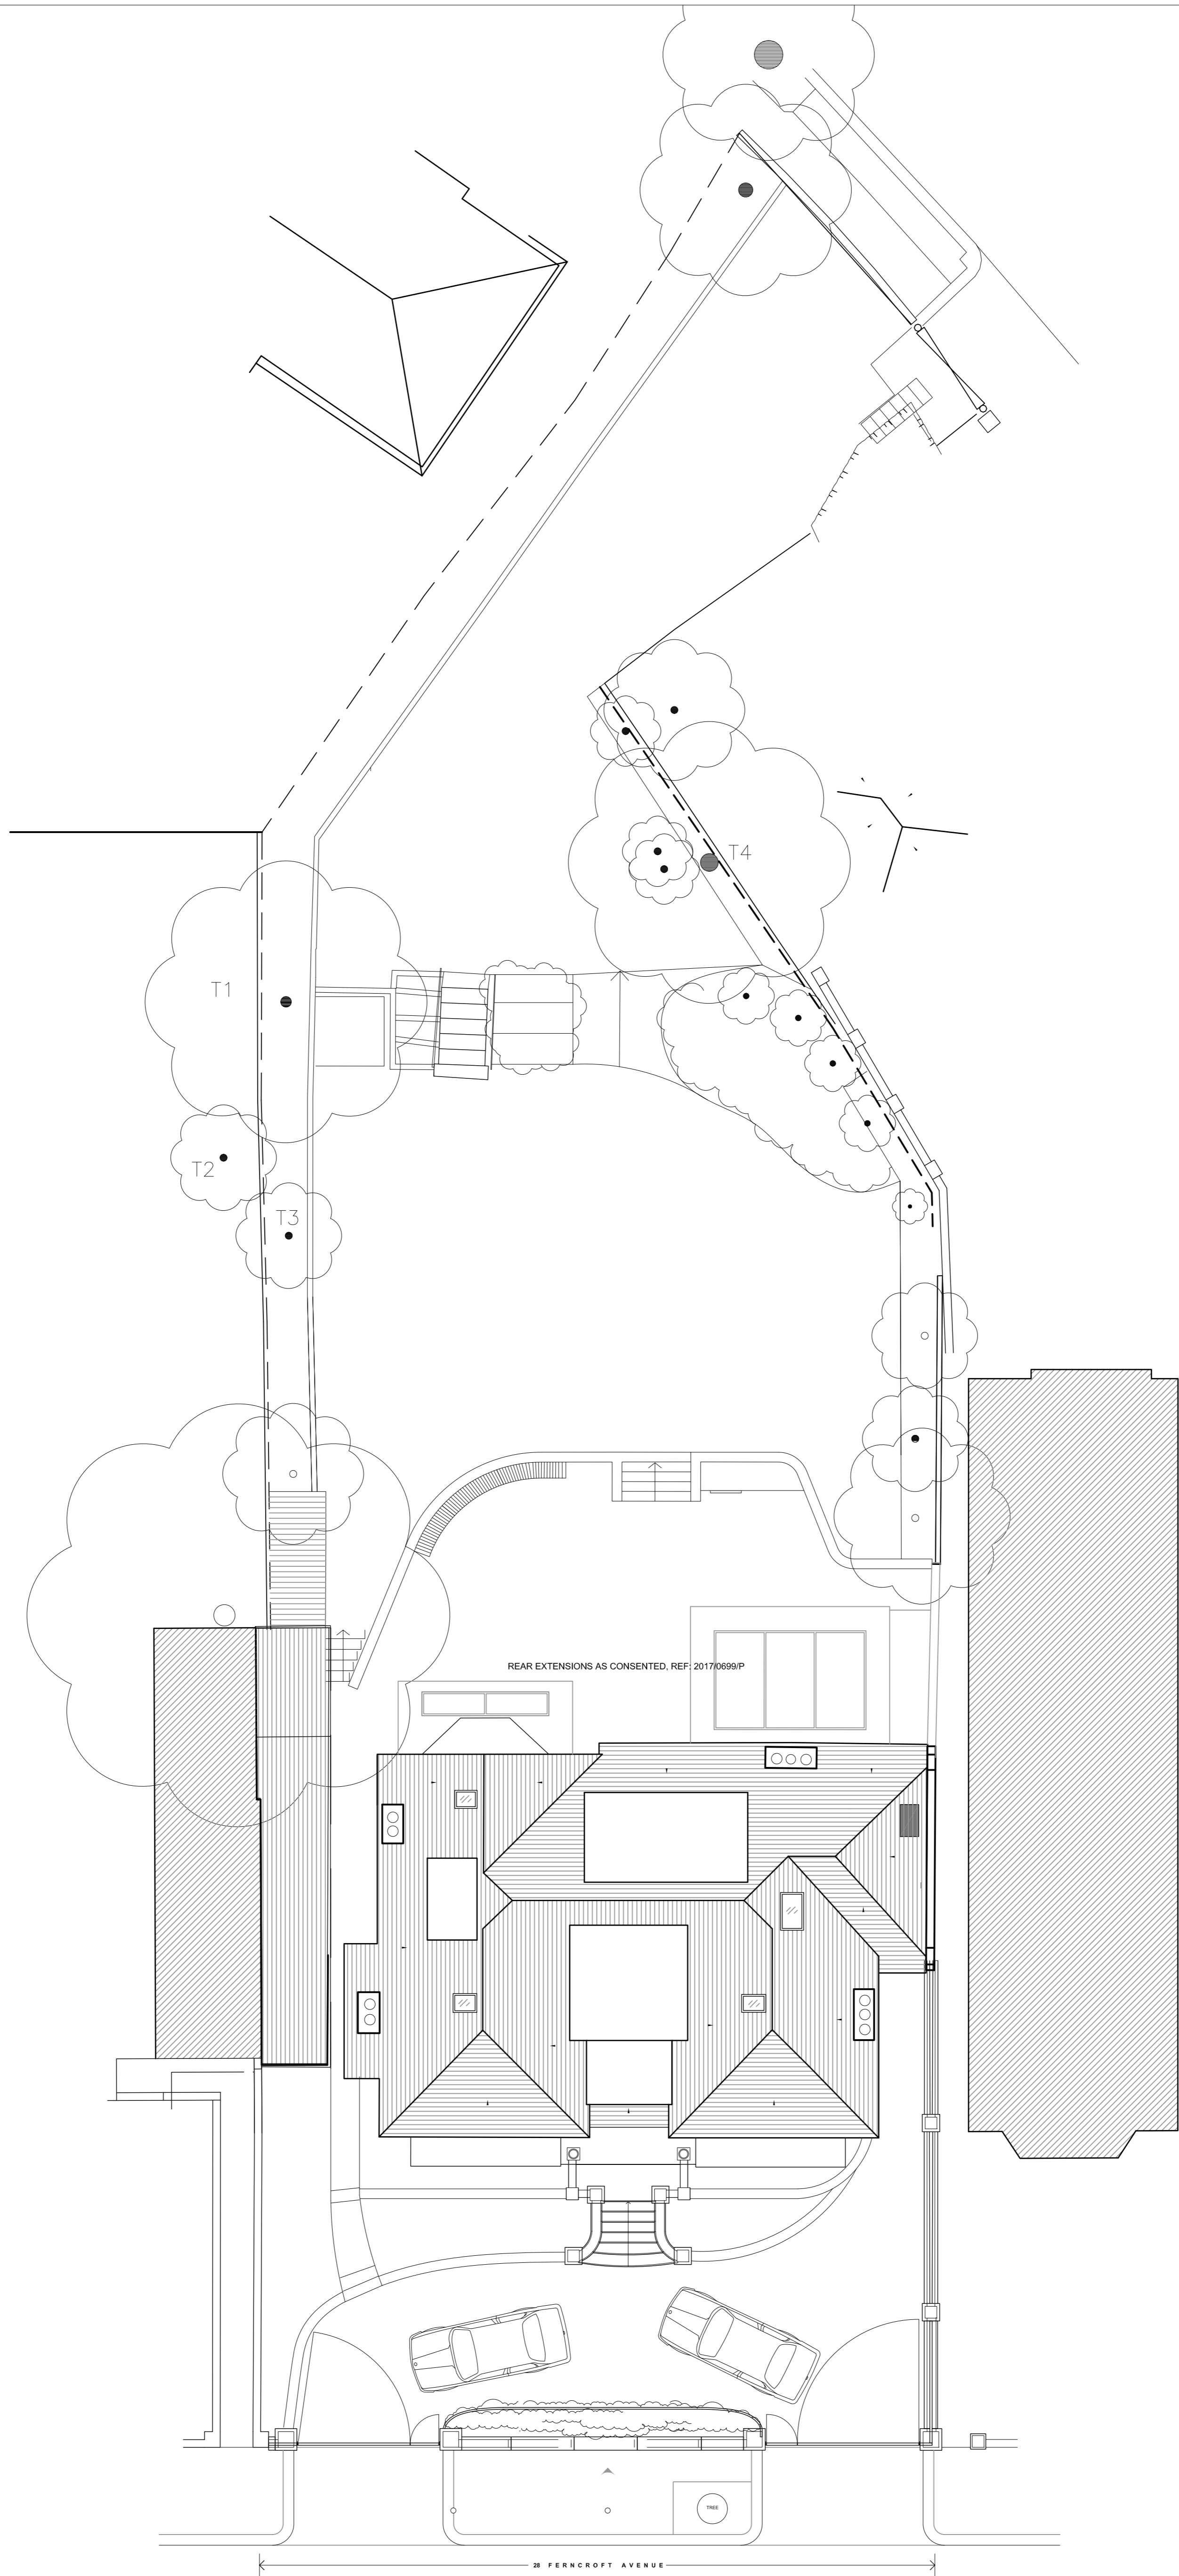 T4
T1
T2
T3
REAR EXTENSIONS AS CONSENTED, REF: 2017/0699/P
TREE
28 FERNCROFT AVENUE